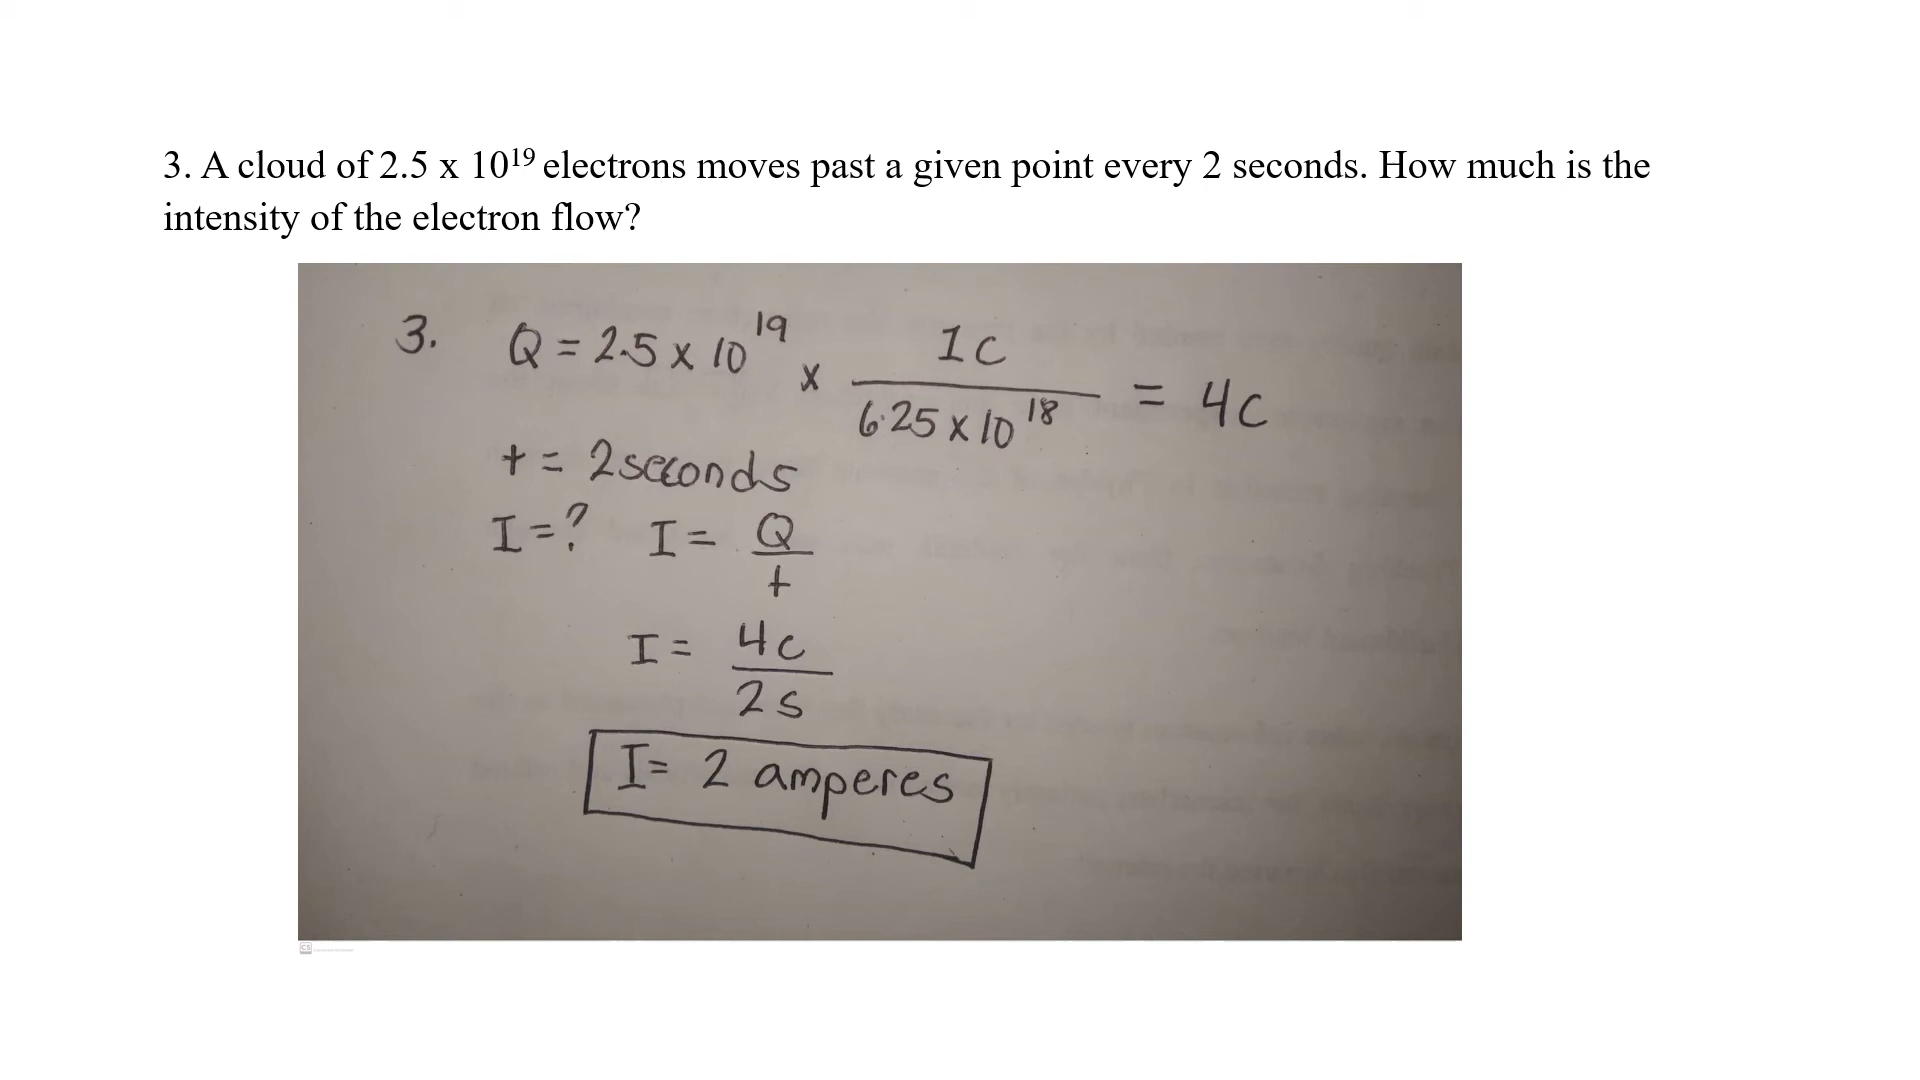 3. A cloud of 2.5 x 10¹⁹ electrons moves past a given point every 2 seconds. How much is the
intensity of the electron flow?
3. Q = 2.5 x 10¹⁹ x 1C / 6.25 x 10¹⁸ = 4C
t = 2 seconds
I = ? I = Q / t
I = 4C / 2S
I = 2 amperes
CS